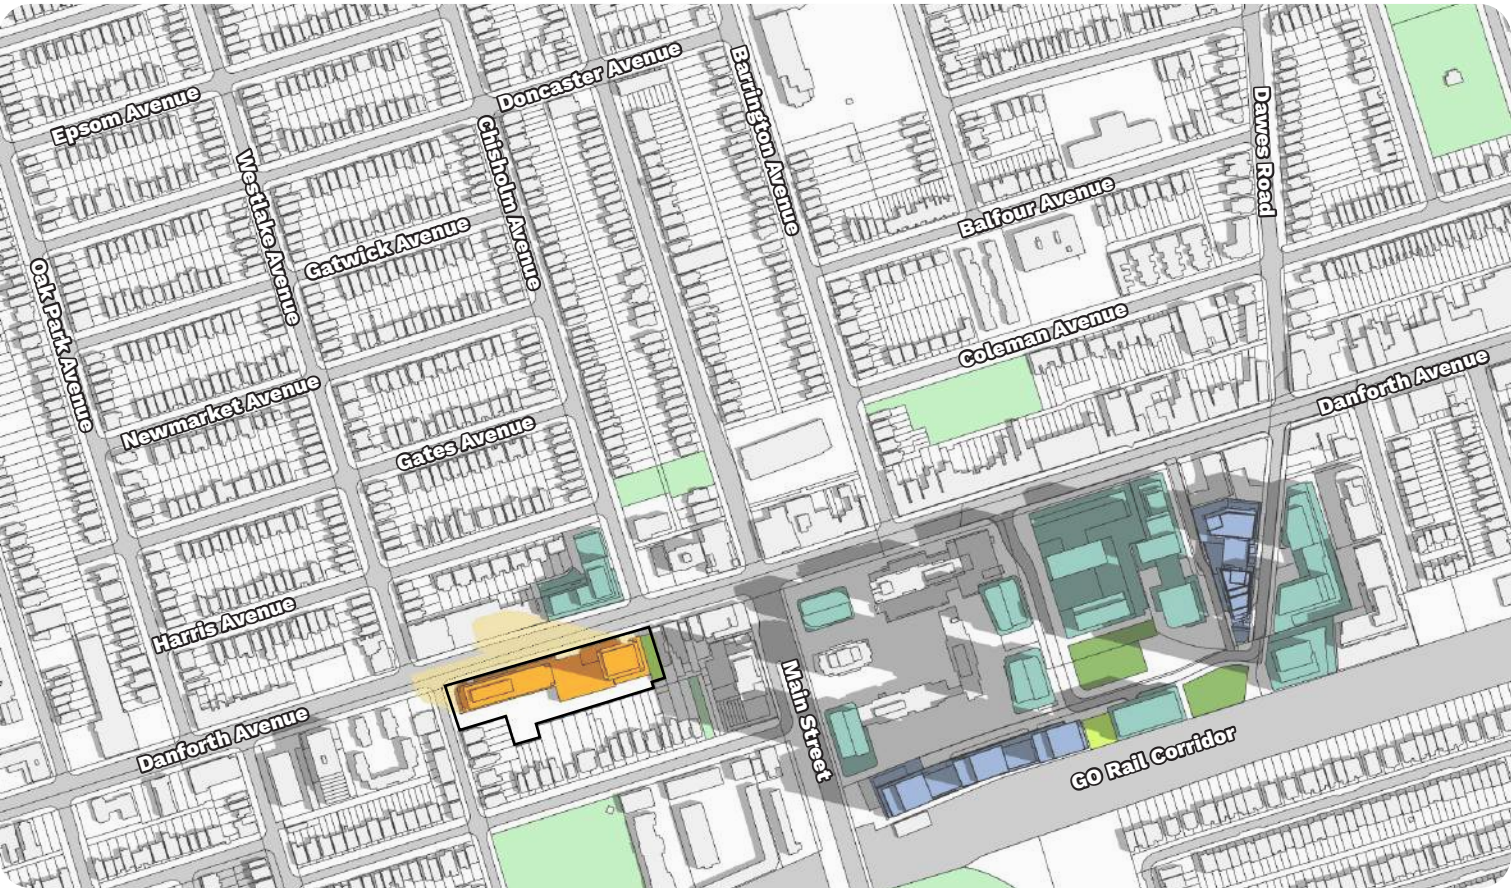 Doncaster Avenue
Epsom Avenue
Barrington Avenue
Dawes Road
Chisholm Avenue
Westlake Avenue
Balfour Avenue
Gatwick Avenue
Oak Park Avenue
Coleman Avenue
Danforth Avenue
Newmarket Avenue
Gates Avenue
Harris Avenue
Main Street
Danforth Avenue
GO Rail Corridor